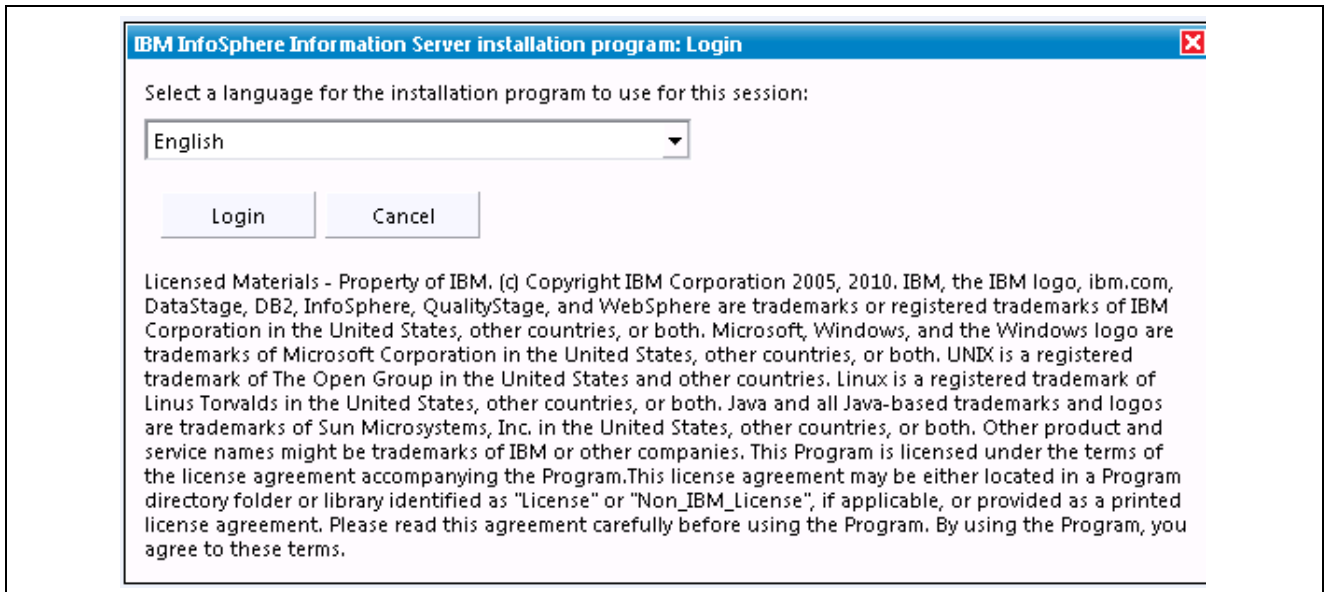 IBM InfoSphere Information Server installation program: Login
Select a language for the installation program to use for this session:
English
Login Cancel
Licensed Materials - Property of IBM. (c) Copyright IBM Corporation 2005, 2010. IBM, the IBM logo, ibm.com,
DataStage, DB2, InfoSphere, QualityStage, and WebSphere are trademarks or registered trademarks of IBM
Corporation in the United States, other countries, or both. Microsoft, Windows, and the Windows logo are
trademarks of Microsoft Corporation in the United States, other countries, or both. UNIX is a registered
trademark of The Open Group in the United States and other countries. Linux is a registered trademark of
Linus Torvalds in the United States, other countries, or both. Java and all Java-based trademarks and logos
are trademarks of Sun Microsystems, Inc. in the United States, other countries, or both. Other product and
service names might be trademarks of IBM or other companies. This Program is licensed under the terms of
the license agreement accompanying the Program.This license agreement may be either located in a Program
directory folder or library identified as "License" or "Non_IBM_License", if applicable, or provided as a printed
license agreement. Please read this agreement carefully before using the Program. By using the Program, you
agree to these terms.